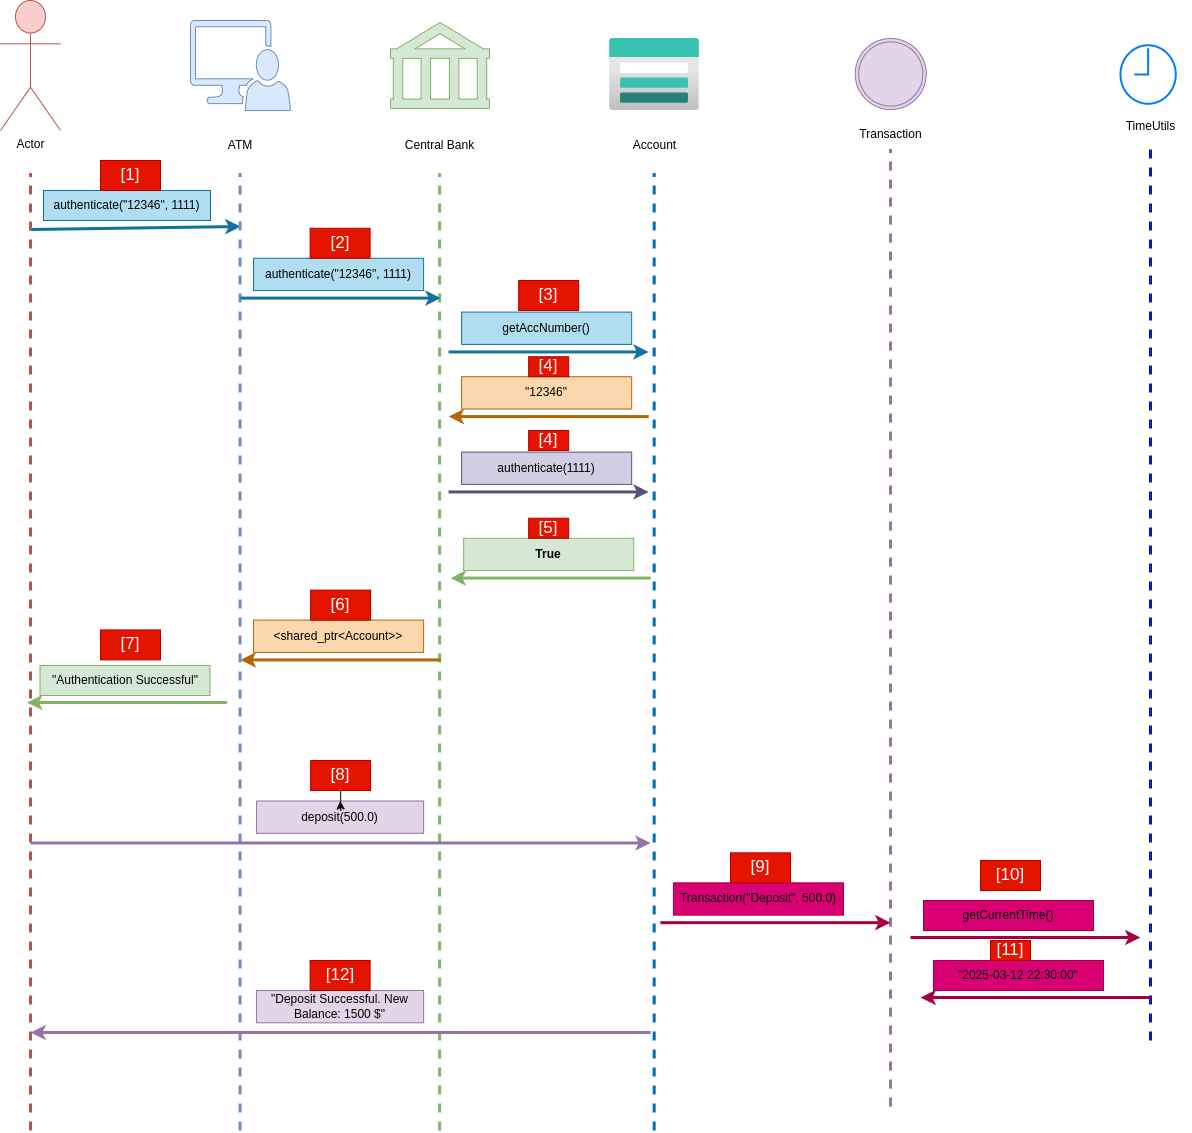 Actor
ATM
Central Bank
Account
Transaction
TimeUtils
[1]
authenticate("12346", 1111)
[2]
authenticate("12346", 1111)
[3]
getAccNumber()
[4]
"12346"
[4]
authenticate(1111)
[5]
True
[6]
<shared_ptr<Account>>
[7]
"Authentication Successful"
[8]
deposit(500.0)
[9]
Transaction("Deposit", 500.0)
[10]
getCurrentTime()
[11]
"2025-03-12 22:30:00"
[12]
"Deposit Successful. New
Balance: 1500 $"